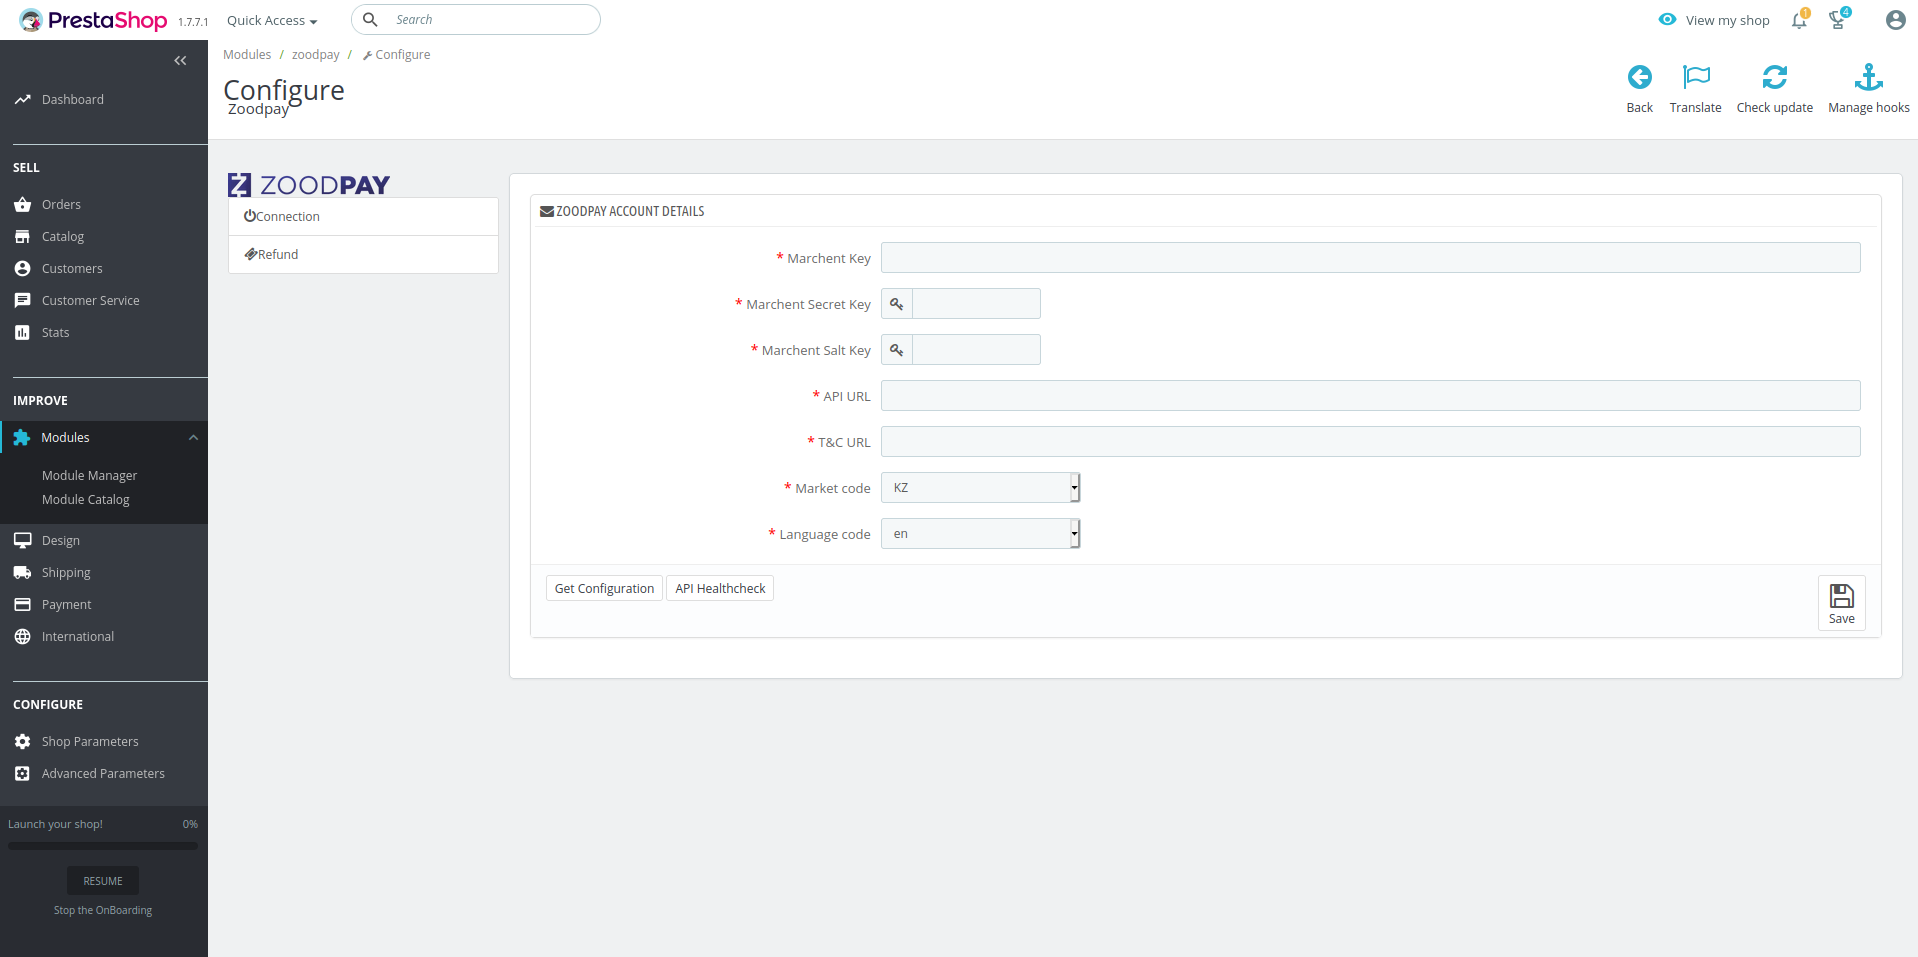 PrestaShop 1.7.7.1 Quick Access Search View my shop 1 4
Modules / zoodpay / Configure
Configure
Zoodpay
Back Translate Check update Manage hooks
Dashboard
SELL
Orders
Catalog
Customers
Customer Service
Stats
IMPROVE
Modules
Module Manager
Module Catalog
Design
Shipping
Payment
International
CONFIGURE
Shop Parameters
Advanced Parameters
Launch your shop! 0%
RESUME
Stop the OnBoarding
ZOODPAY
Connection
Refund
ZOODPAY ACCOUNT DETAILS
* Marchent Key
* Marchent Secret Key
* Marchent Salt Key
* API URL
* T&C URL
* Market code KZ
* Language code en
Get Configuration API Healthcheck
Save